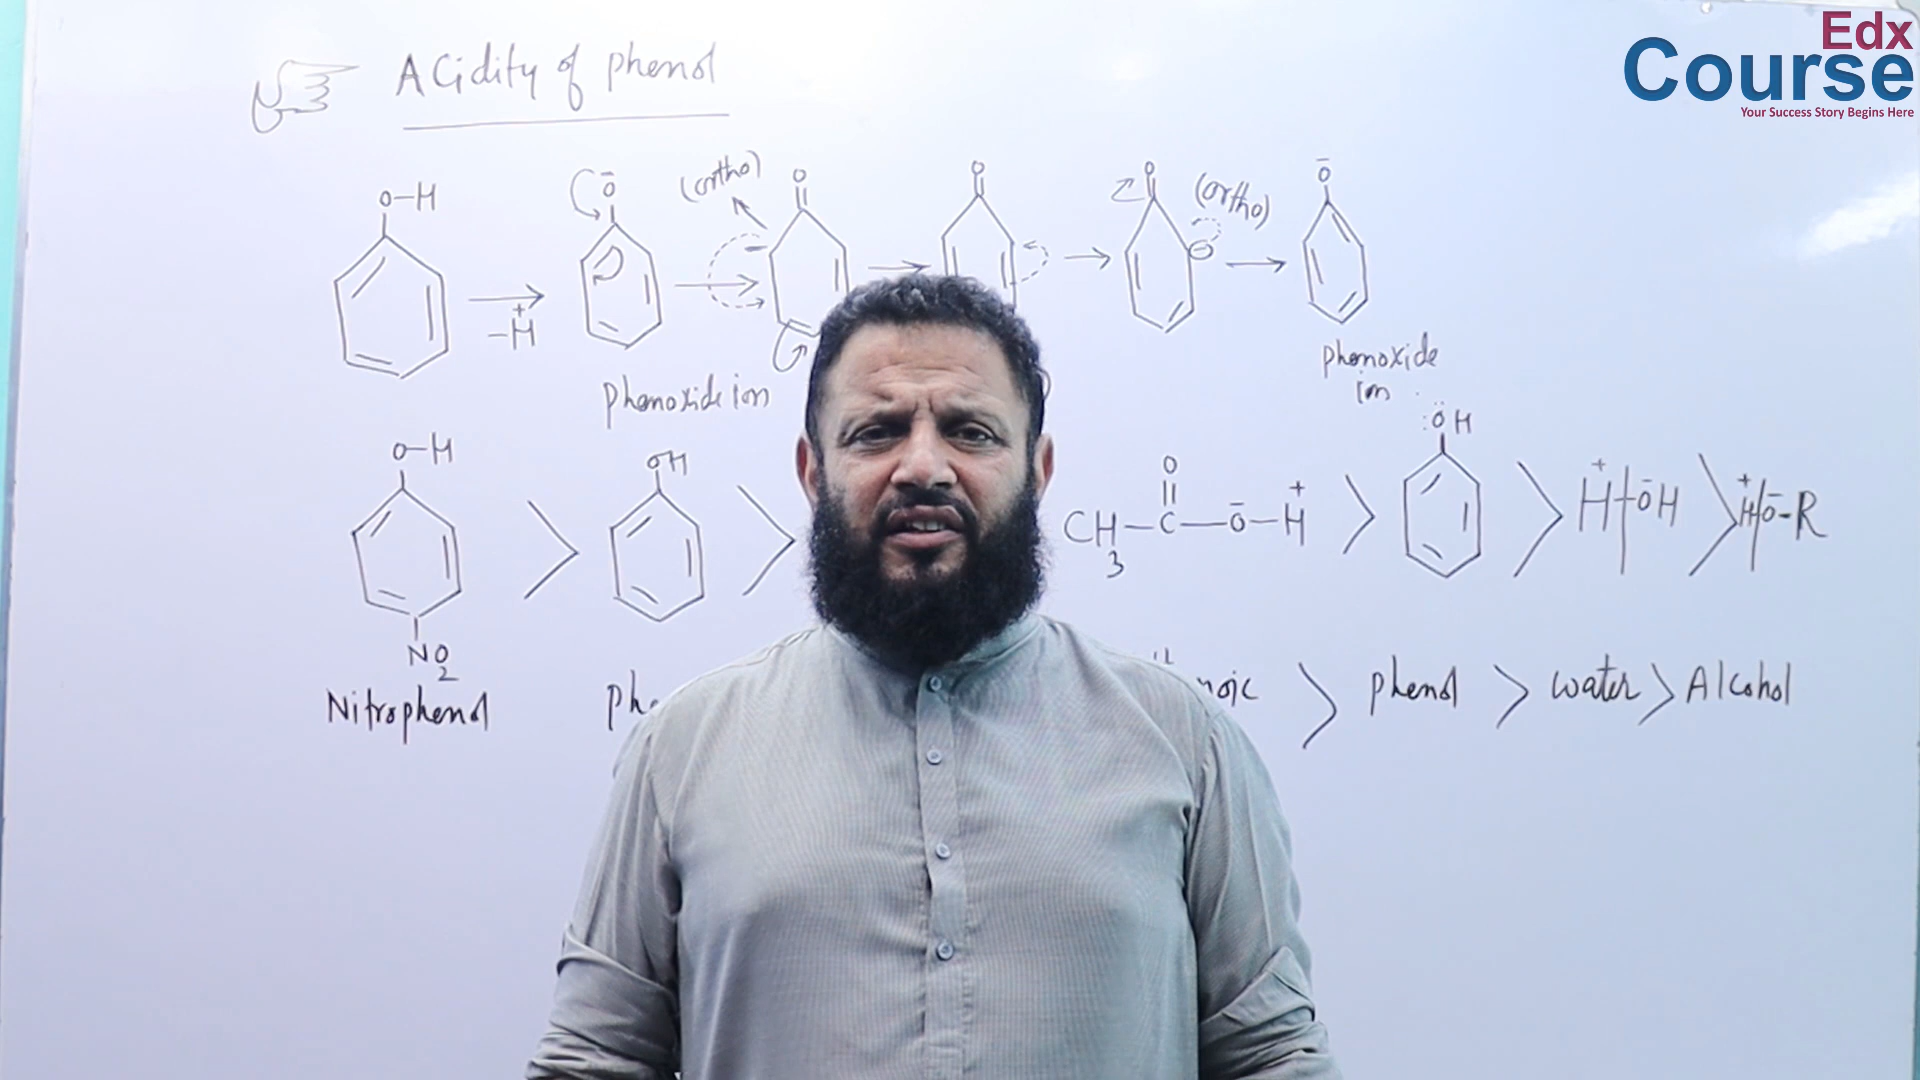 Edx
Course
Your Success Story Begins Here
Acidity of phenol
O-H
Ō
(ortho)
O
O
O
(ortho)
Ō
-H+
phenoxide ion
phenoxide
ion
O-H
OH
O
CH3-C-Ō-H+
:ÖH
H+ ŌH
H+ Ō-R
>
>
>
>
>
NO2
Nitrophenol
> phenol > water > Alcohol